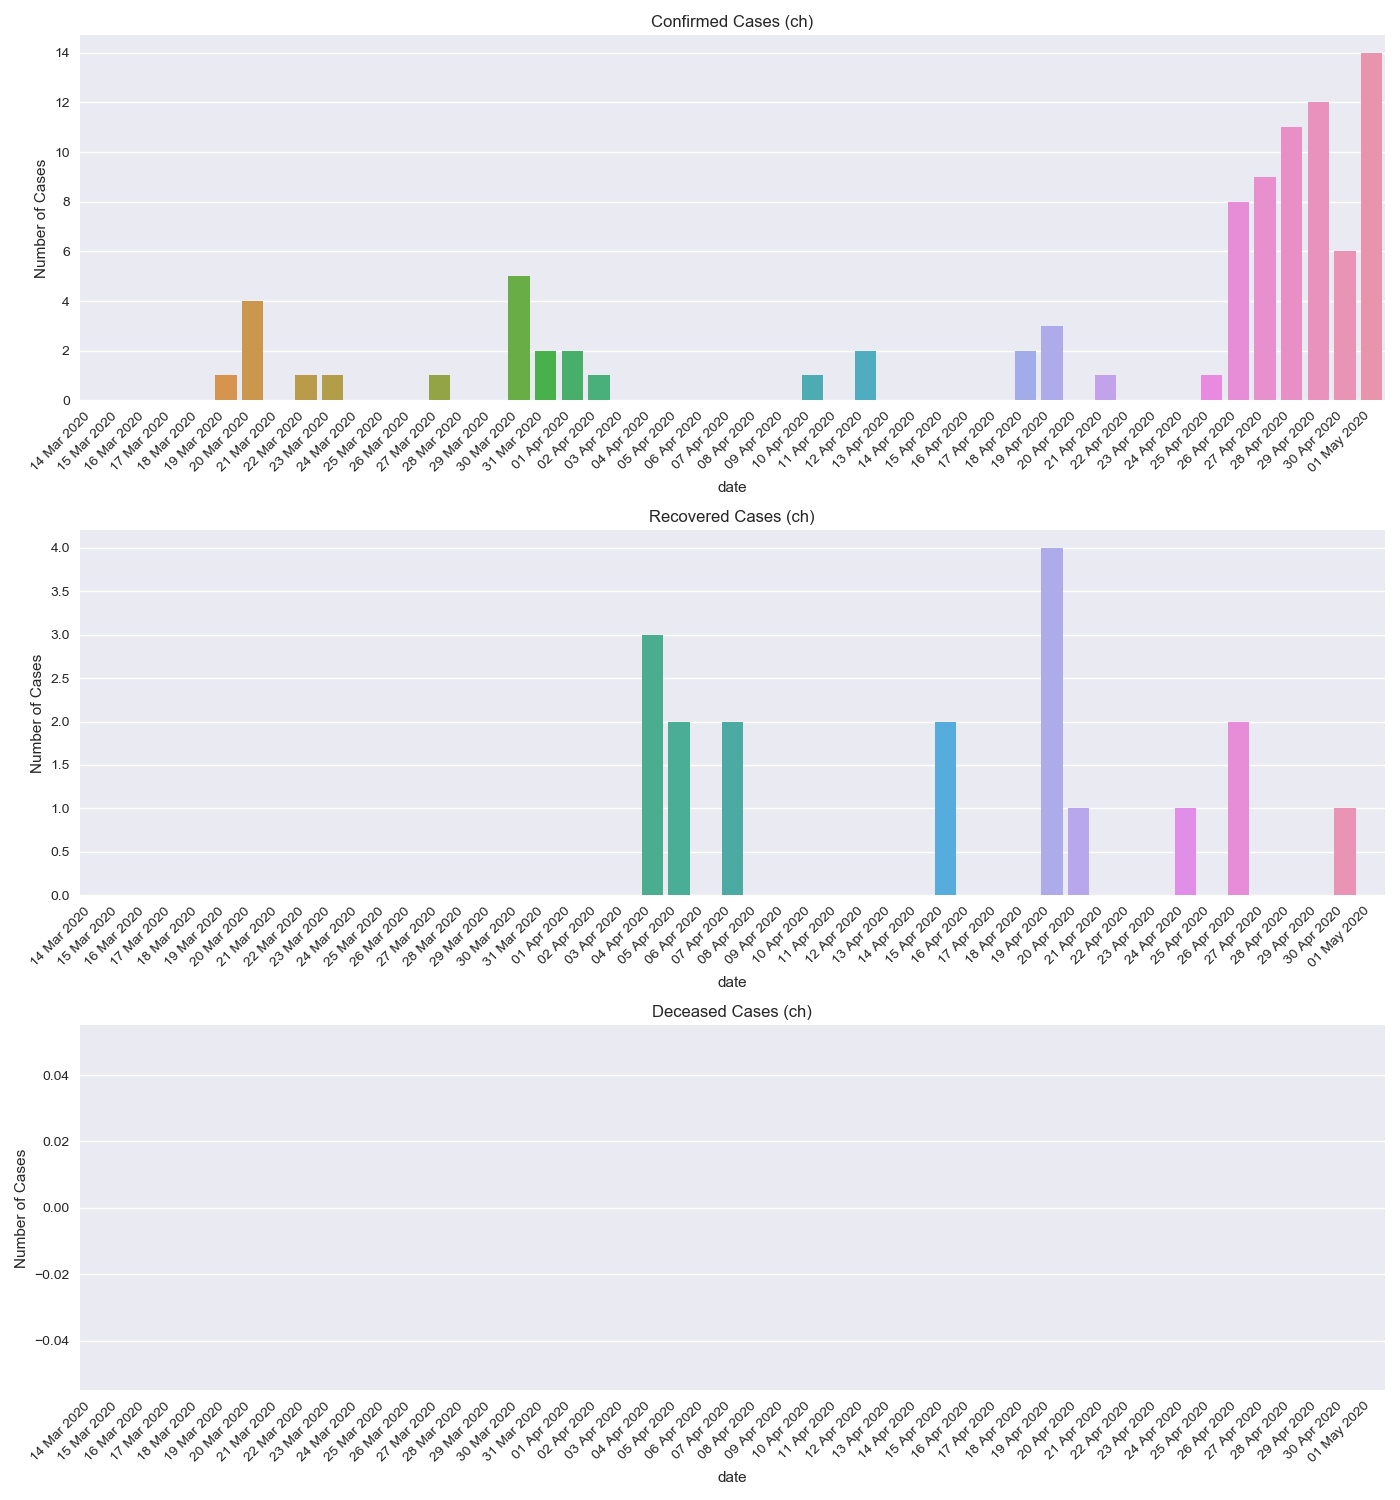 Confirmed Cases (ch)
14
12
10
8
6
4
2
0
Number of Cases
14 Mar 2020
15 Mar 2020
16 Mar 2020
17 Mar 2020
18 Mar 2020
19 Mar 2020
20 Mar 2020
21 Mar 2020
22 Mar 2020
23 Mar 2020
24 Mar 2020
25 Mar 2020
26 Mar 2020
27 Mar 2020
28 Mar 2020
29 Mar 2020
30 Mar 2020
31 Mar 2020
01 Apr 2020
02 Apr 2020
03 Apr 2020
04 Apr 2020
05 Apr 2020
06 Apr 2020
07 Apr 2020
08 Apr 2020
09 Apr 2020
10 Apr 2020
11 Apr 2020
12 Apr 2020
13 Apr 2020
14 Apr 2020
15 Apr 2020
16 Apr 2020
17 Apr 2020
18 Apr 2020
19 Apr 2020
20 Apr 2020
21 Apr 2020
22 Apr 2020
23 Apr 2020
24 Apr 2020
25 Apr 2020
26 Apr 2020
27 Apr 2020
28 Apr 2020
29 Apr 2020
30 Apr 2020
01 May 2020
date
Recovered Cases (ch)
4.0
3.5
3.0
2.5
2.0
1.5
1.0
0.5
0.0
Number of Cases
14 Mar 2020
15 Mar 2020
16 Mar 2020
17 Mar 2020
18 Mar 2020
19 Mar 2020
20 Mar 2020
21 Mar 2020
22 Mar 2020
23 Mar 2020
24 Mar 2020
25 Mar 2020
26 Mar 2020
27 Mar 2020
28 Mar 2020
29 Mar 2020
30 Mar 2020
31 Mar 2020
01 Apr 2020
02 Apr 2020
03 Apr 2020
04 Apr 2020
05 Apr 2020
06 Apr 2020
07 Apr 2020
08 Apr 2020
09 Apr 2020
10 Apr 2020
11 Apr 2020
12 Apr 2020
13 Apr 2020
14 Apr 2020
15 Apr 2020
16 Apr 2020
17 Apr 2020
18 Apr 2020
19 Apr 2020
20 Apr 2020
21 Apr 2020
22 Apr 2020
23 Apr 2020
24 Apr 2020
25 Apr 2020
26 Apr 2020
27 Apr 2020
28 Apr 2020
29 Apr 2020
30 Apr 2020
01 May 2020
date
Deceased Cases (ch)
0.04
0.02
0.00
−0.02
−0.04
Number of Cases
14 Mar 2020
15 Mar 2020
16 Mar 2020
17 Mar 2020
18 Mar 2020
19 Mar 2020
20 Mar 2020
21 Mar 2020
22 Mar 2020
23 Mar 2020
24 Mar 2020
25 Mar 2020
26 Mar 2020
27 Mar 2020
28 Mar 2020
29 Mar 2020
30 Mar 2020
31 Mar 2020
01 Apr 2020
02 Apr 2020
03 Apr 2020
04 Apr 2020
05 Apr 2020
06 Apr 2020
07 Apr 2020
08 Apr 2020
09 Apr 2020
10 Apr 2020
11 Apr 2020
12 Apr 2020
13 Apr 2020
14 Apr 2020
15 Apr 2020
16 Apr 2020
17 Apr 2020
18 Apr 2020
19 Apr 2020
20 Apr 2020
21 Apr 2020
22 Apr 2020
23 Apr 2020
24 Apr 2020
25 Apr 2020
26 Apr 2020
27 Apr 2020
28 Apr 2020
29 Apr 2020
30 Apr 2020
01 May 2020
date